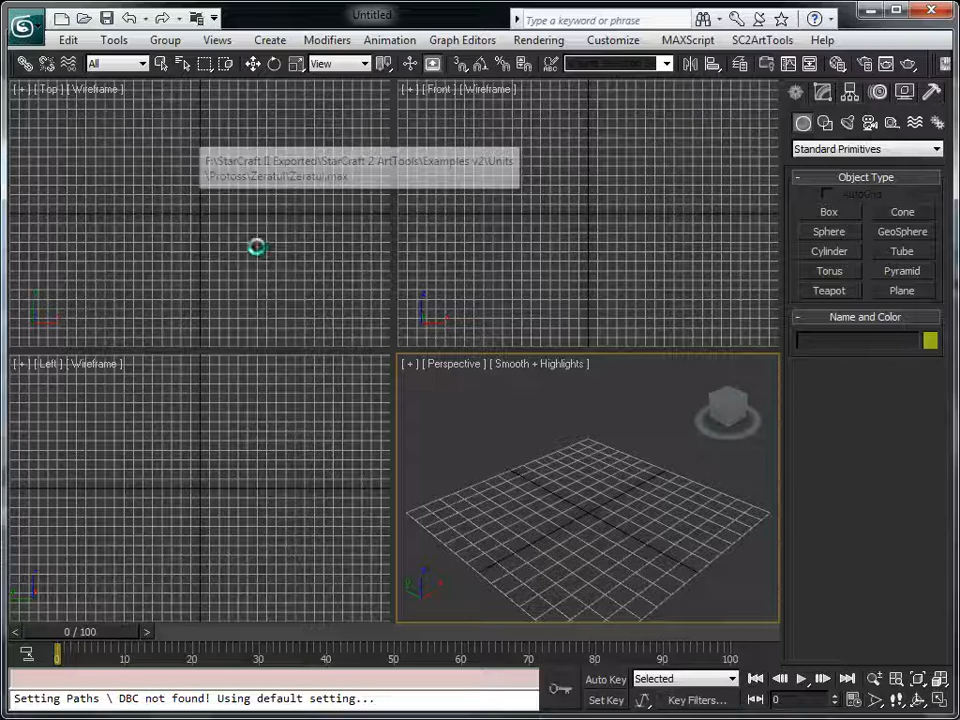 Untitled
Type a keyword or phrase
Edit Tools Group Views Create Modifiers Animation Graph Editors Rendering Customize MAXScript SC2ArtTools Help
All View
[ + ] [ Top ] [ Wireframe ]
[ + ] [ Front ] [ Wireframe ]
F:\StarCraft II Exported\StarCraft 2 ArtTools\Examples v2\Units
\Protoss\Zeratul\Zeratul.max
Standard Primitives
- Object Type
AutoGrid
Box Cone
Sphere GeoSphere
Cylinder Tube
Torus Pyramid
Teapot Plane
- Name and Color
[ + ] [ Left ] [ Wireframe ]
[ + ] [ Perspective ] [ Smooth + Highlights ]
< 0 / 100 >
0 10 20 30 40 50 60 70 80 90 100
Auto Key Selected
Setting Paths \ DBC not found! Using default setting...
Set Key Key Filters... 0